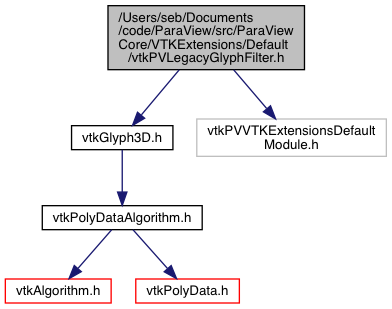 /Users/seb/Documents
/code/ParaView/src/ParaView
Core/VTKExtensions/Default
/vtkPVLegacyGlyphFilter.h
vtkGlyph3D.h
vtkPVVTKExtensionsDefault
Module.h
vtkPolyDataAlgorithm.h
vtkAlgorithm.h
vtkPolyData.h